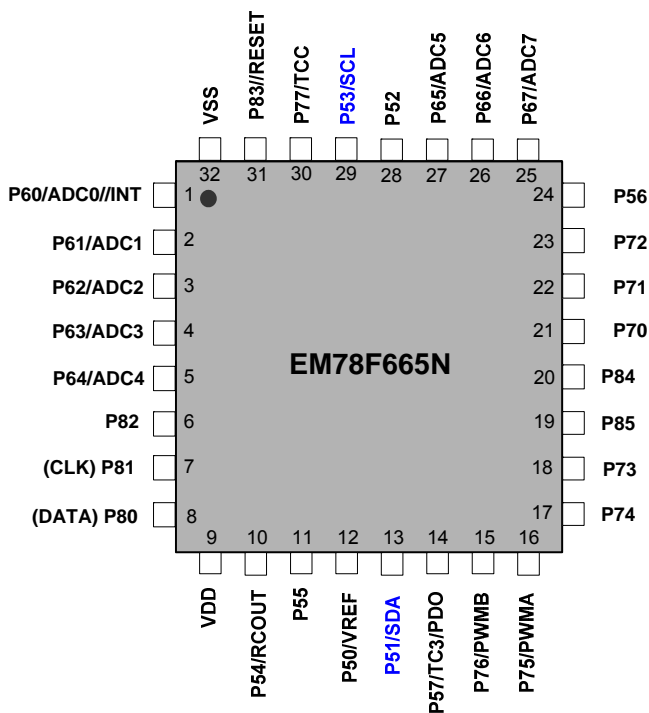 VSS
P83//RESET
P77/TCC
P53/SCL
P52
P65/ADC5
P66/ADC6
P67/ADC7
32 31 30 29 28 27 26 25
P60/ADC0//INT 1 24 P56
P61/ADC1 2 23 P72
P62/ADC2 3 22 P71
P63/ADC3 4 21 P70
EM78F665N
P64/ADC4 5 20 P84
P82 6 19 P85
(CLK) P81 7 18 P73
(DATA) P80 8 17 P74
9 10 11 12 13 14 15 16
VDD
P54/RCOUT
P55
P50/VREF
P51/SDA
P57/TC3/PDO
P76/PWMB
P75/PWMA